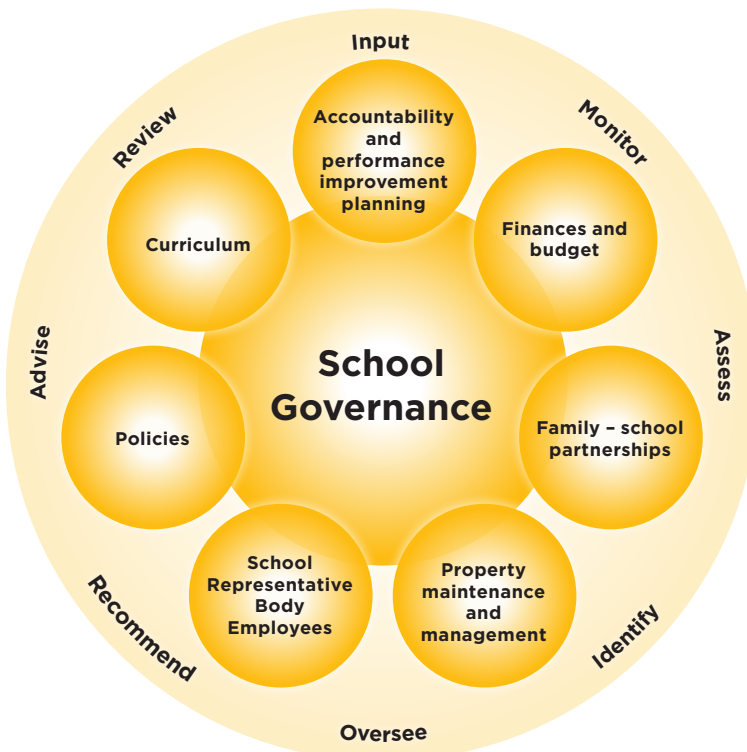 Input
Monitor
Assess
Identify
Oversee
Recommend
Advise
Review
Accountability
and
performance
improvement
planning
Finances and
budget
Family – school
partnerships
Property
maintenance
and
management
School
Representative
Body
Employees
Policies
Curriculum
School
Governance